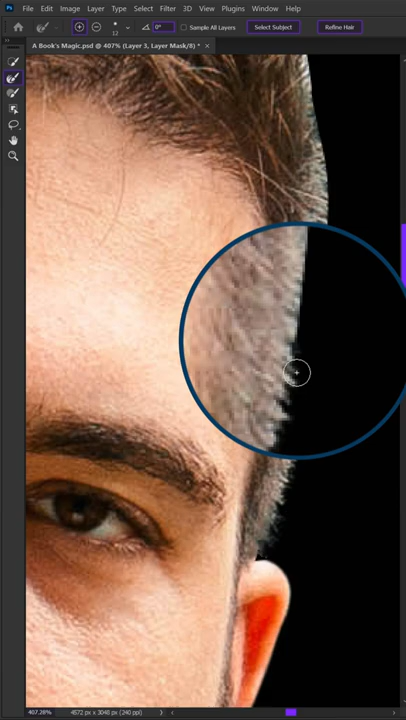 Ps File Edit Image Layer Type Select Filter 3D View Plugins Window Help
12 0° Sample All Layers Select Subject Refine Hair
A Book's Magic.psd @ 407% (Layer 3, Layer Mask/8) * ×
407.28% 4572 px x 3048 px (240 ppi)